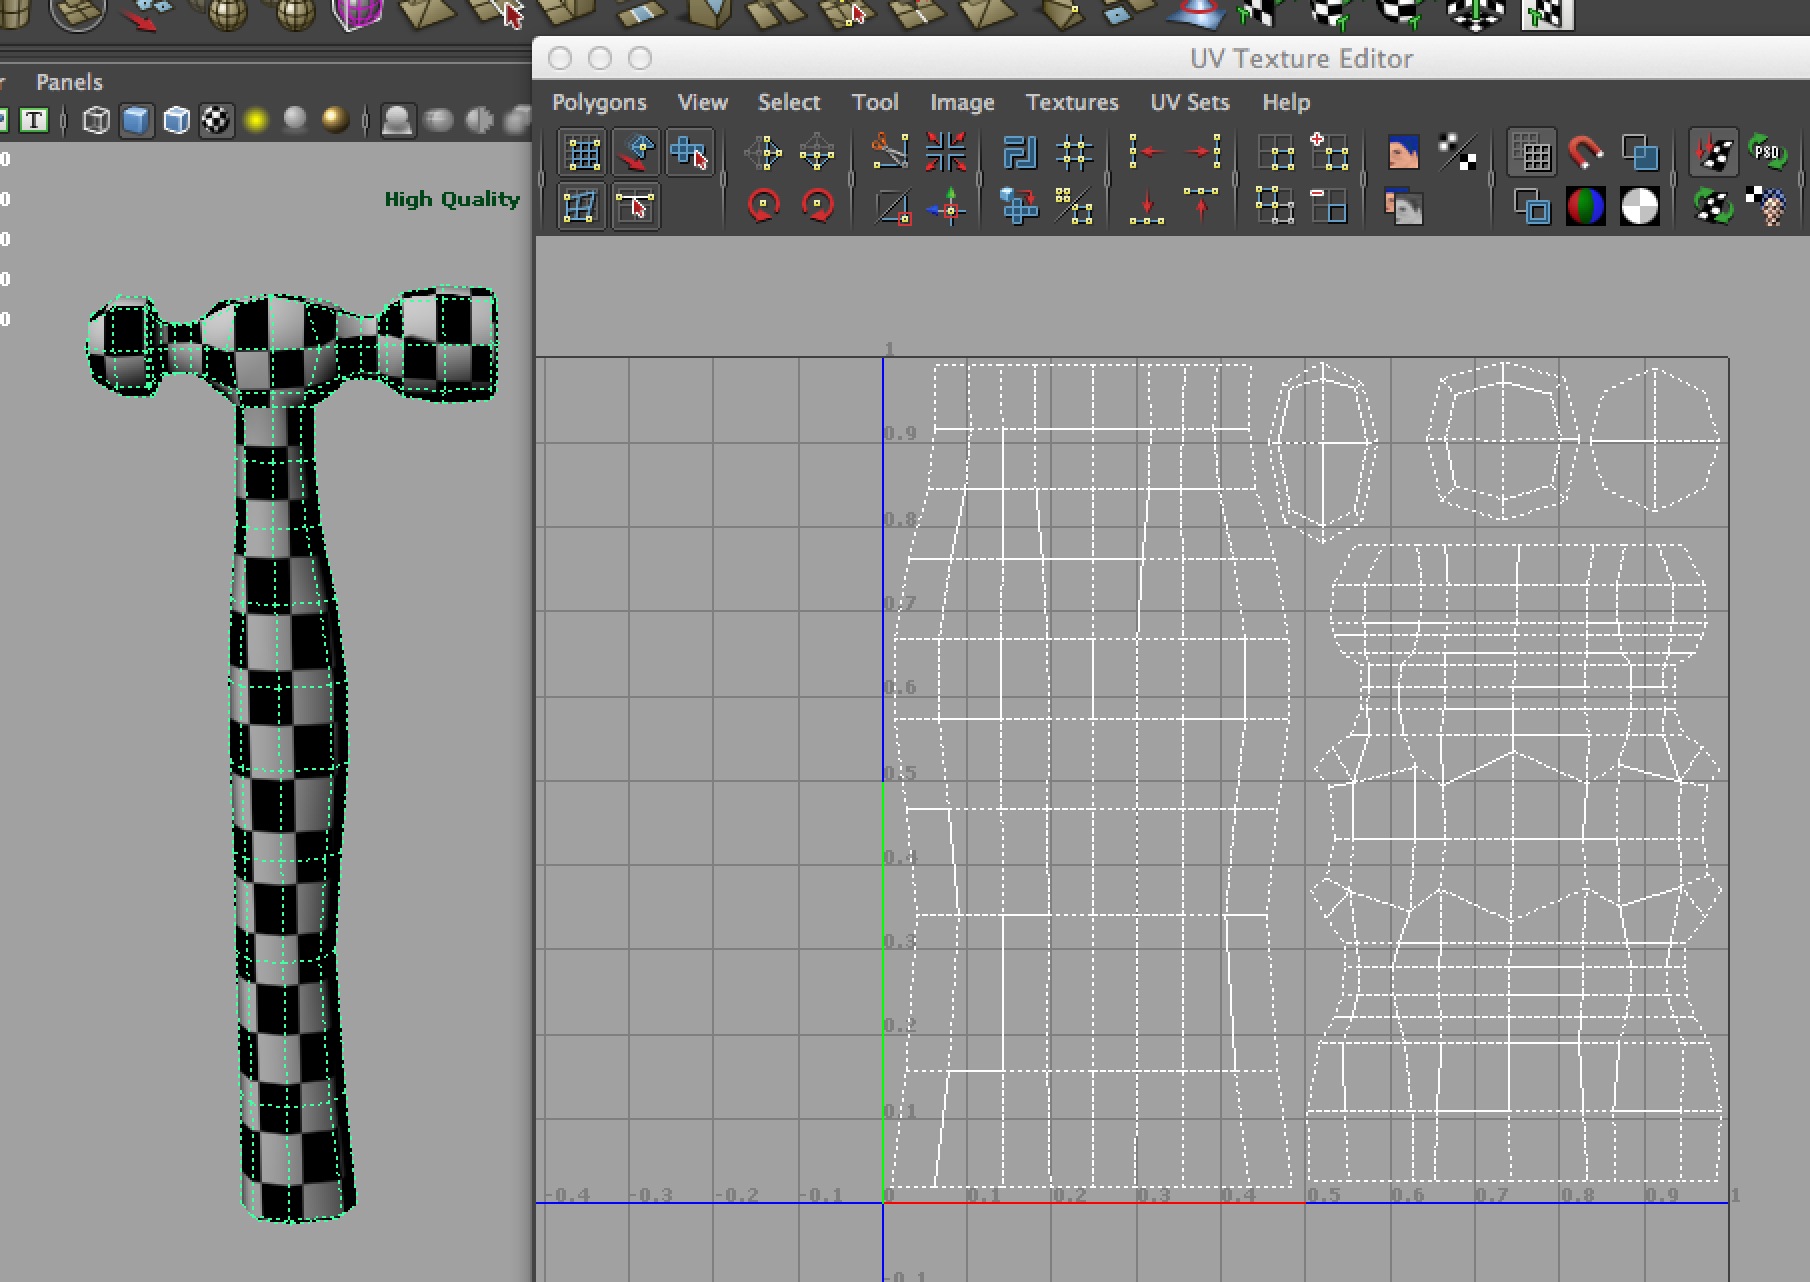 UV Texture Editor
Panels
Polygons View Select Tool Image Textures UV Sets Help
T
PSD
0
0
0
0
0
High Quality
1
0.9
0.8
0.7
0.6
0.5
0.4
0.3
0.2
0.1
-0.4 -0.3 -0.2 -0.1 0 0.1 0.2 0.3 0.4 0.5 0.6 0.7 0.8 0.9 1
-0.1